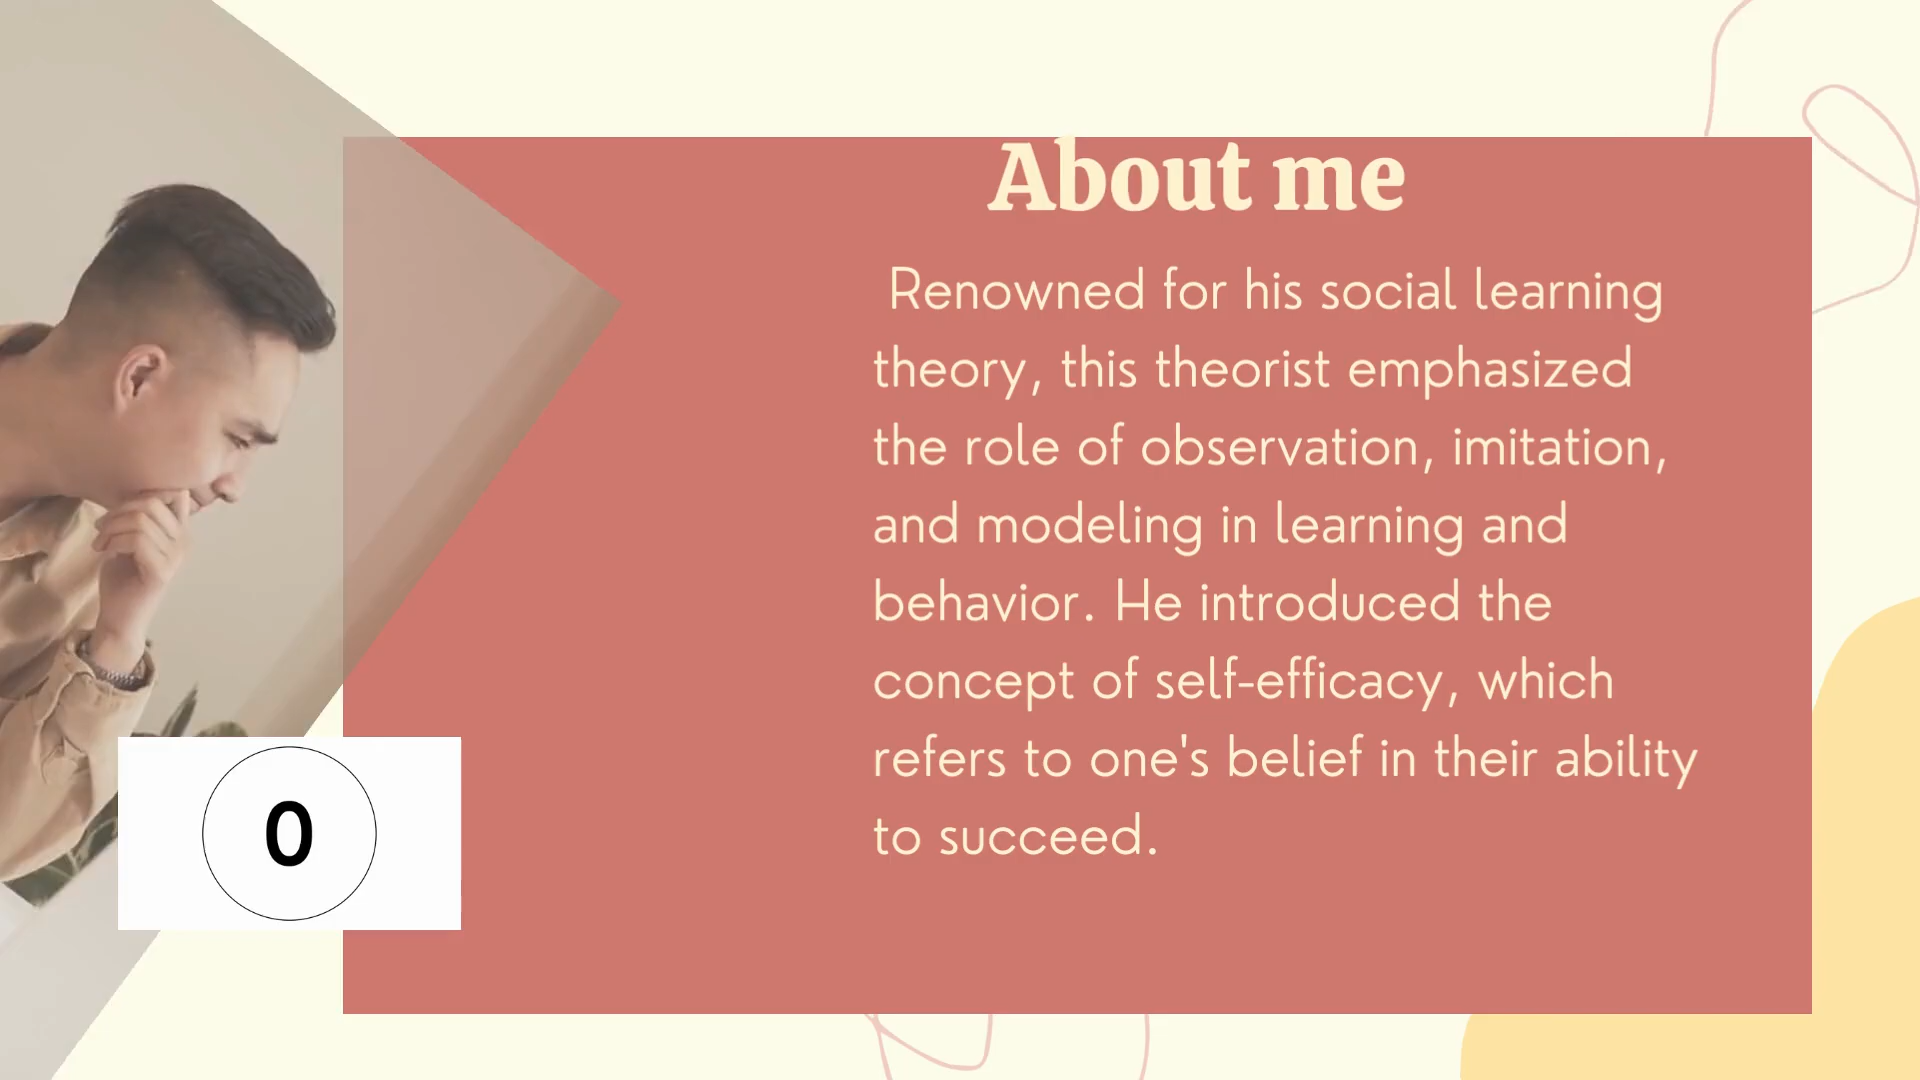 About me
Renowned for his social learning
theory, this theorist emphasized
the role of observation, imitation,
and modeling in learning and
behavior. He introduced the
concept of self-efficacy, which
refers to one's belief in their ability
to succeed.
0